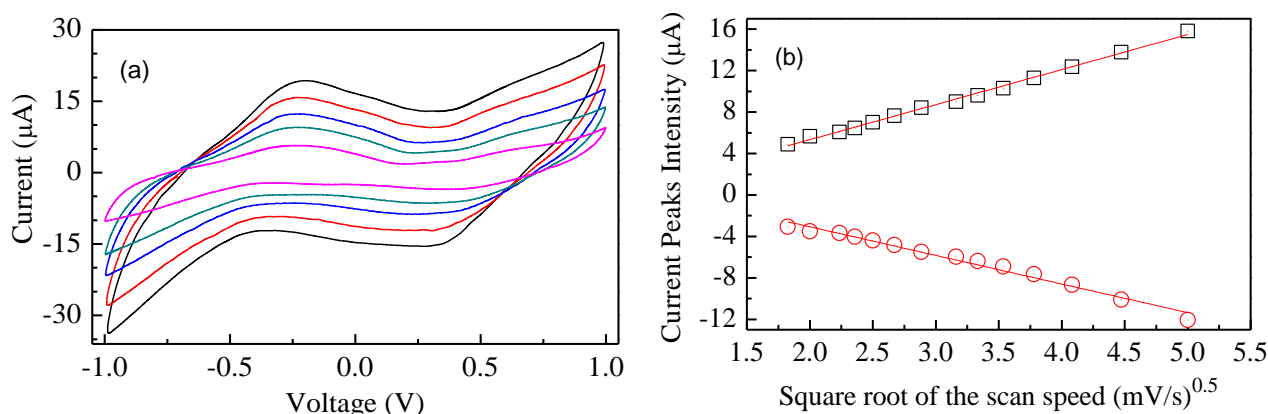 (a)
30
15
0
-15
-30
Current (μA)
-1.0 -0.5 0.0 0.5 1.0
Voltage (V)
(b)
16
12
8
4
0
-4
-8
-12
Current Peaks Intensity (μA)
1.5 2.0 2.5 3.0 3.5 4.0 4.5 5.0 5.5
Square root of the scan speed (mV/s)^0.5